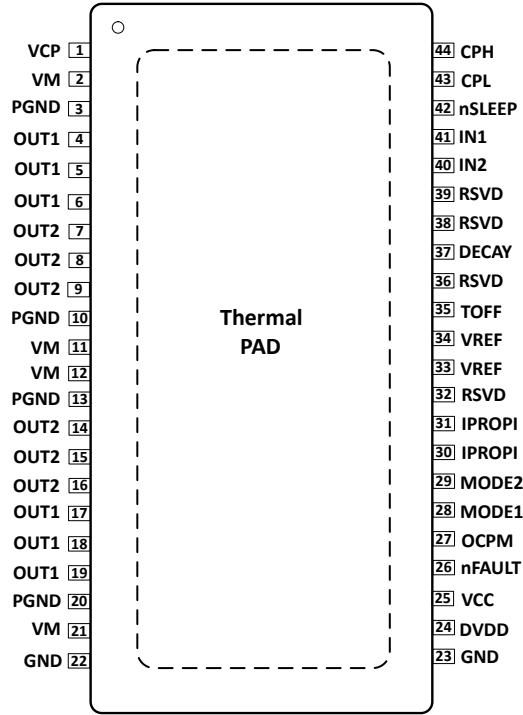 VCP 1
VM 2
PGND 3
OUT1 4
OUT1 5
OUT1 6
OUT2 7
OUT2 8
OUT2 9
PGND 10
VM 11
VM 12
PGND 13
OUT2 14
OUT2 15
OUT2 16
OUT1 17
OUT1 18
OUT1 19
PGND 20
VM 21
GND 22
Thermal
PAD
44 CPH
43 CPL
42 nSLEEP
41 IN1
40 IN2
39 RSVD
38 RSVD
37 DECAY
36 RSVD
35 TOFF
34 VREF
33 VREF
32 RSVD
31 IPROPI
30 IPROPI
29 MODE2
28 MODE1
27 OCPM
26 nFAULT
25 VCC
24 DVDD
23 GND